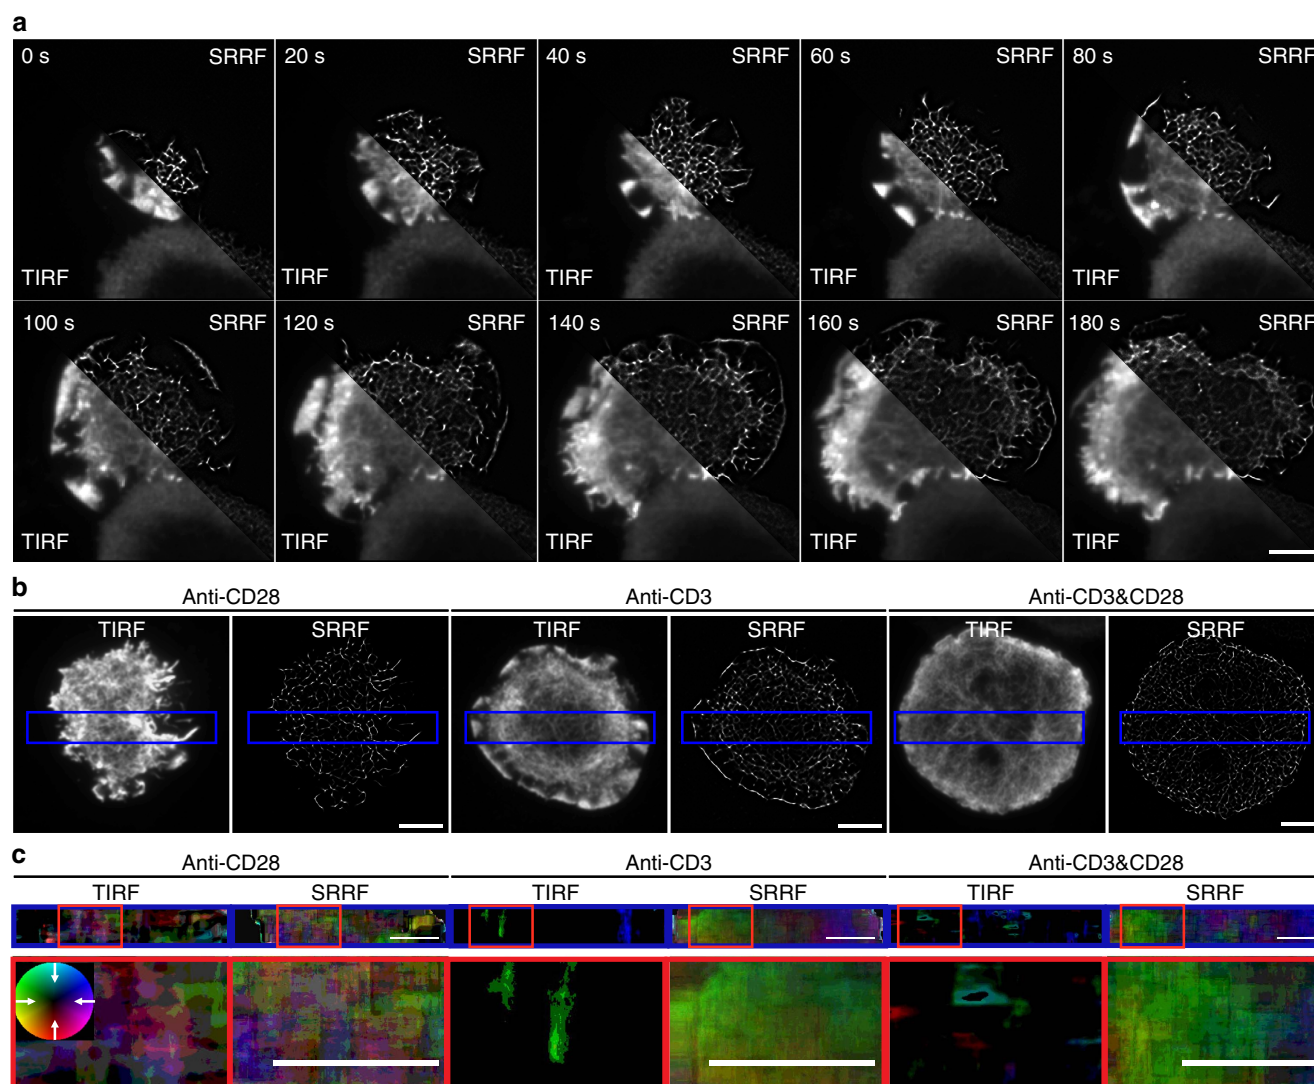 a
0 s SRRF 20 s SRRF 40 s SRRF 60 s SRRF 80 s SRRF
TIRF TIRF TIRF TIRF TIRF
100 s SRRF 120 s SRRF 140 s SRRF 160 s SRRF 180 s SRRF
TIRF TIRF TIRF TIRF TIRF
b
Anti-CD28 Anti-CD3 Anti-CD3&CD28
TIRF SRRF TIRF SRRF TIRF SRRF
c
Anti-CD28 Anti-CD3 Anti-CD3&CD28
TIRF SRRF TIRF SRRF TIRF SRRF